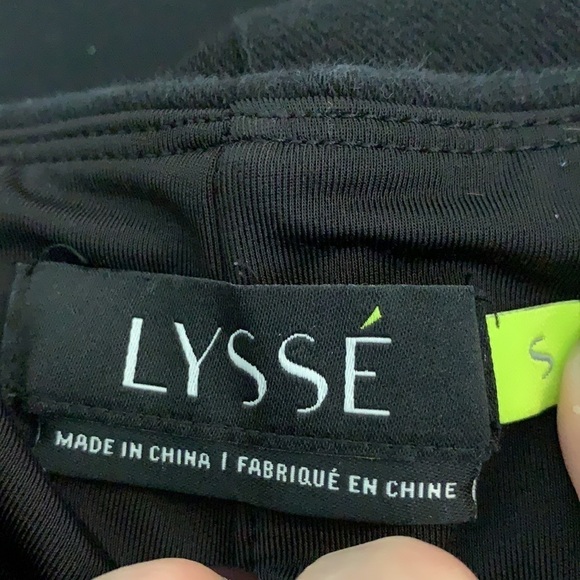 LYSSÉ
S
MADE IN CHINA | FABRIQUÉ EN CHINE